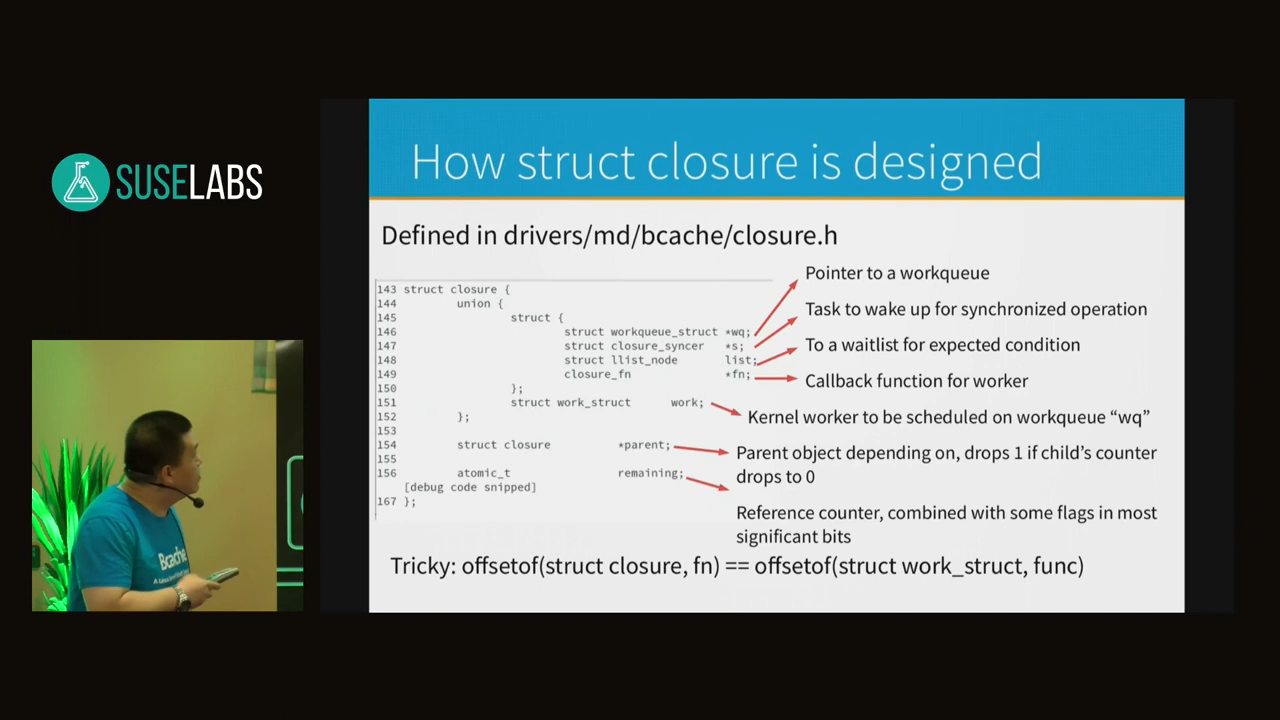 SUSELABS
How struct closure is designed
Defined in drivers/md/bcache/closure.h
143 struct closure {
144 union {
145 struct {
146 struct workqueue_struct *wq;
147 struct closure_syncer *s;
148 struct llist_node list;
149 closure_fn *fn;
150 };
151 struct work_struct work;
152 };
153
154 struct closure *parent;
155
156 atomic_t remaining;
[debug code snipped]
167 };
Pointer to a workqueue
Task to wake up for synchronized operation
To a waitlist for expected condition
Callback function for worker
Kernel worker to be scheduled on workqueue “wq”
Parent object depending on, drops 1 if child’s counter
drops to 0
Reference counter, combined with some flags in most
significant bits
Tricky: offsetof(struct closure, fn) == offsetof(struct work_struct, func)
Bcache